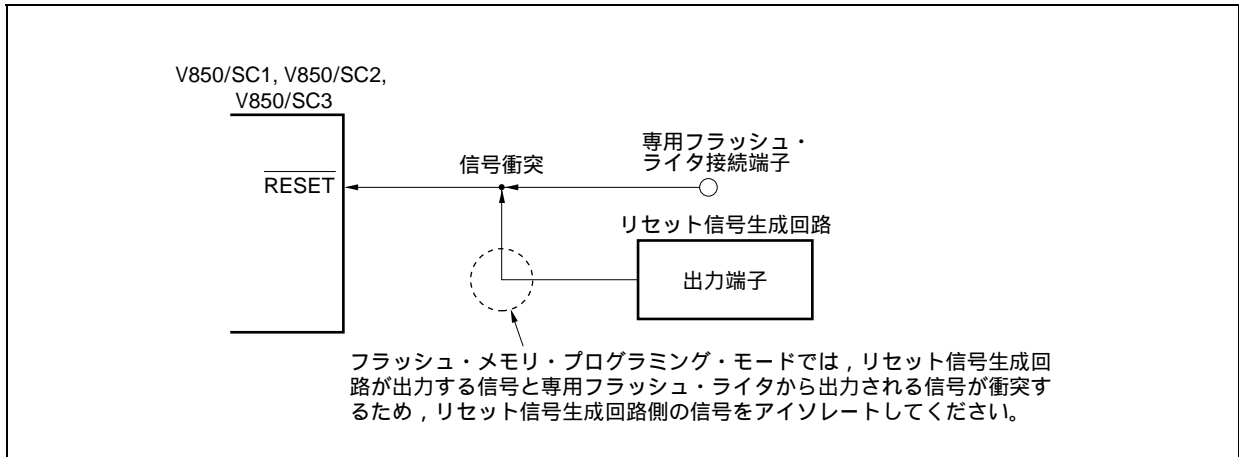 V850/SC1, V850/SC2,
V850/SC3
RESET
信号衝突
専用フラッシュ・
ライタ接続端子
リセット信号生成回路
出力端子
フラッシュ・メモリ・プログラミング・モードでは，リセット信号生成回
路が出力する信号と専用フラッシュ・ライタから出力される信号が衝突す
るため，リセット信号生成回路側の信号をアイソレートしてください。